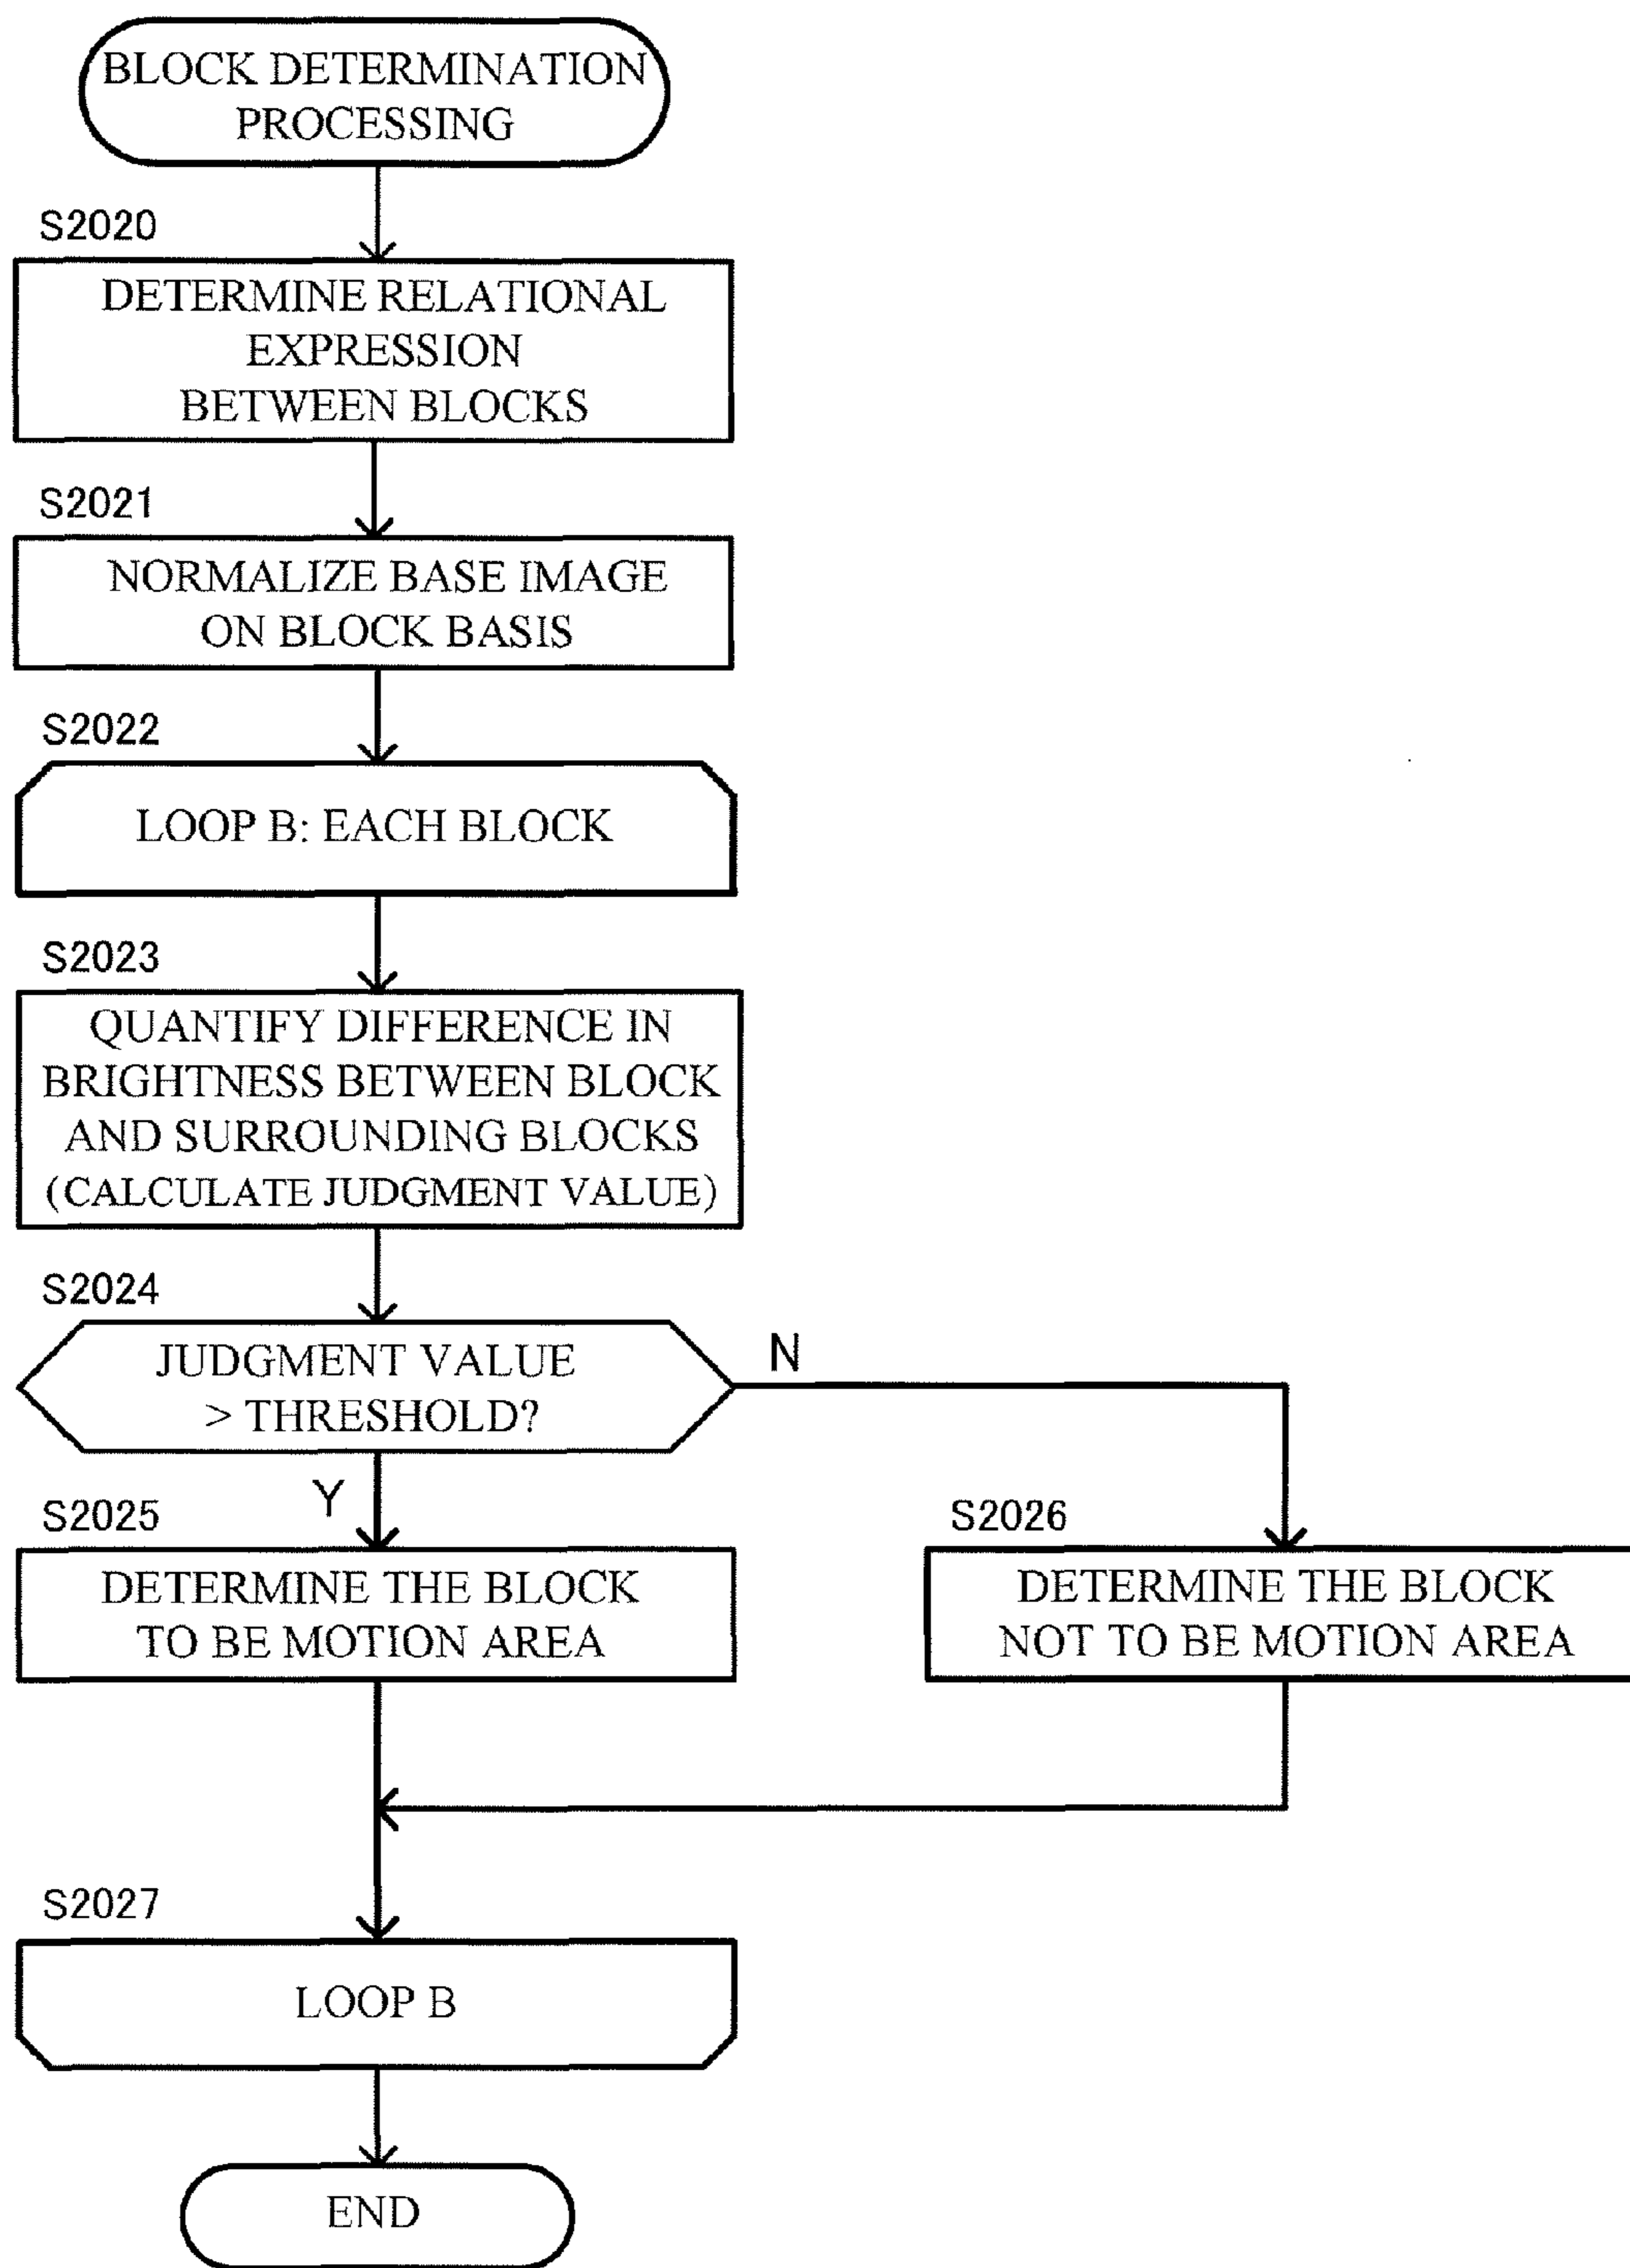 BLOCK DETERMINATION
PROCESSING
S2020
DETERMINE RELATIONAL
EXPRESSION
BETWEEN BLOCKS
S2021
NORMALIZE BASE IMAGE
ON BLOCK BASIS
S2022
LOOP B: EACH BLOCK
S2023
QUANTIFY DIFFERENCE IN
BRIGHTNESS BETWEEN BLOCK
AND SURROUNDING BLOCKS
(CALCULATE JUDGMENT VALUE)
S2024
JUDGMENT VALUE
> THRESHOLD?
N
Y
S2025
DETERMINE THE BLOCK
TO BE MOTION AREA
S2026
DETERMINE THE BLOCK
NOT TO BE MOTION AREA
S2027
LOOP B
END